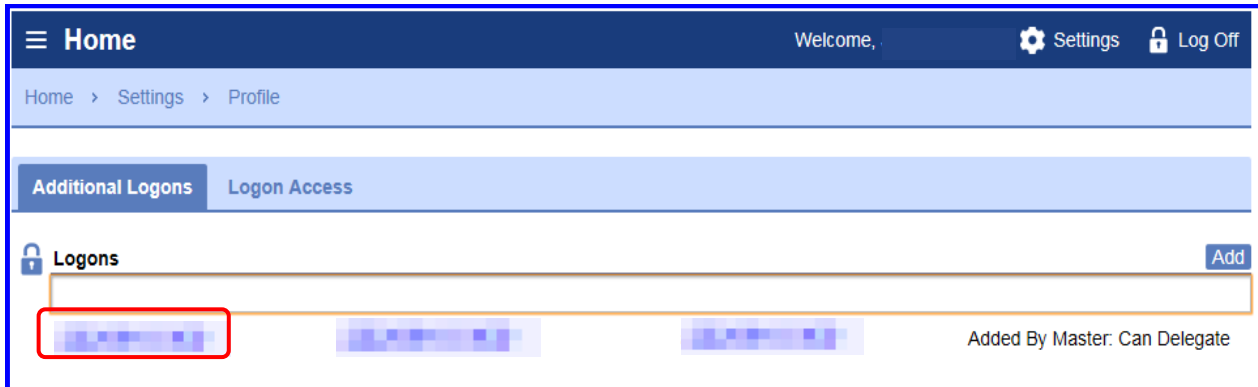 Home
Welcome,
Settings
Log Off
Home > Settings > Profile
Additional Logons
Logon Access
Logons
Add
Added By Master: Can Delegate